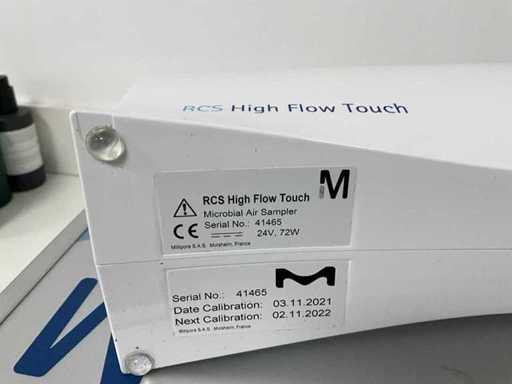 RCS High Flow Touch
RCS High Flow Touch
Microbial Air Sampler
Serial No.: 41465
CE 24V, 72W
Millipore S.A.S. Molsheim, France
M
Serial No.: 41465
Date Calibration: 03.11.2021
Next Calibration: 02.11.2022
Millipore S.A.S. Molsheim, France
M